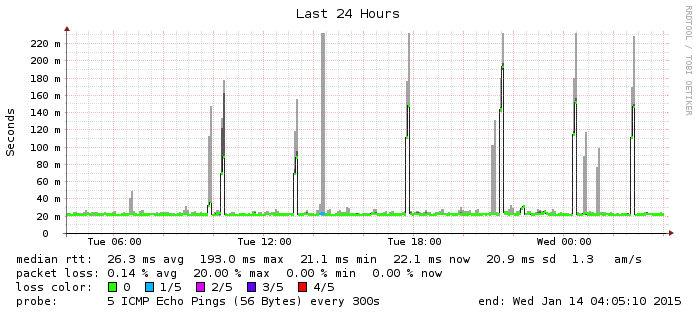 Last 24 Hours
RRDTOOL / TOBI OETIKER
Seconds
220 m
200 m
180 m
160 m
140 m
120 m
100 m
80 m
60 m
40 m
20 m
0
Tue 06:00 Tue 12:00 Tue 18:00 Wed 00:00
median rtt: 26.3 ms avg 193.0 ms max 21.1 ms min 22.1 ms now 20.9 ms sd 1.3 am/s
packet loss: 0.14 % avg 20.00 % max 0.00 % min 0.00 % now
loss color: 0 1/5 2/5 3/5 4/5
probe: 5 ICMP Echo Pings (56 Bytes) every 300s end: Wed Jan 14 04:05:10 2015